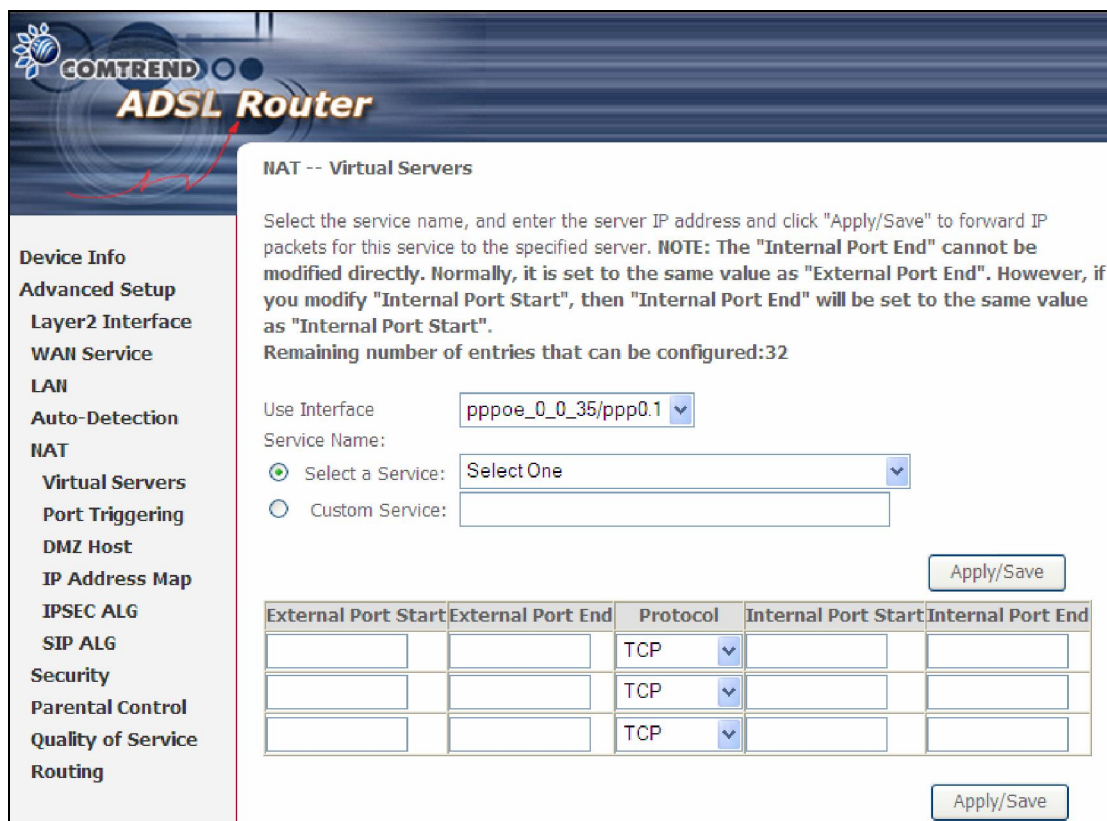 COMTREND
ADSL Router
Device Info
Advanced Setup
Layer2 Interface
WAN Service
LAN
Auto-Detection
NAT
Virtual Servers
Port Triggering
DMZ Host
IP Address Map
IPSEC ALG
SIP ALG
Security
Parental Control
Quality of Service
Routing
NAT -- Virtual Servers
Select the service name, and enter the server IP address and click "Apply/Save" to forward IP
packets for this service to the specified server. NOTE: The "Internal Port End" cannot be
modified directly. Normally, it is set to the same value as "External Port End". However, if
you modify "Internal Port Start", then "Internal Port End" will be set to the same value
as "Internal Port Start".
Remaining number of entries that can be configured:32
Use Interface pppoe_0_0_35/ppp0.1
Service Name:
Select a Service: Select One
Custom Service:
Apply/Save
External Port Start External Port End Protocol Internal Port Start Internal Port End
TCP
TCP
TCP
Apply/Save